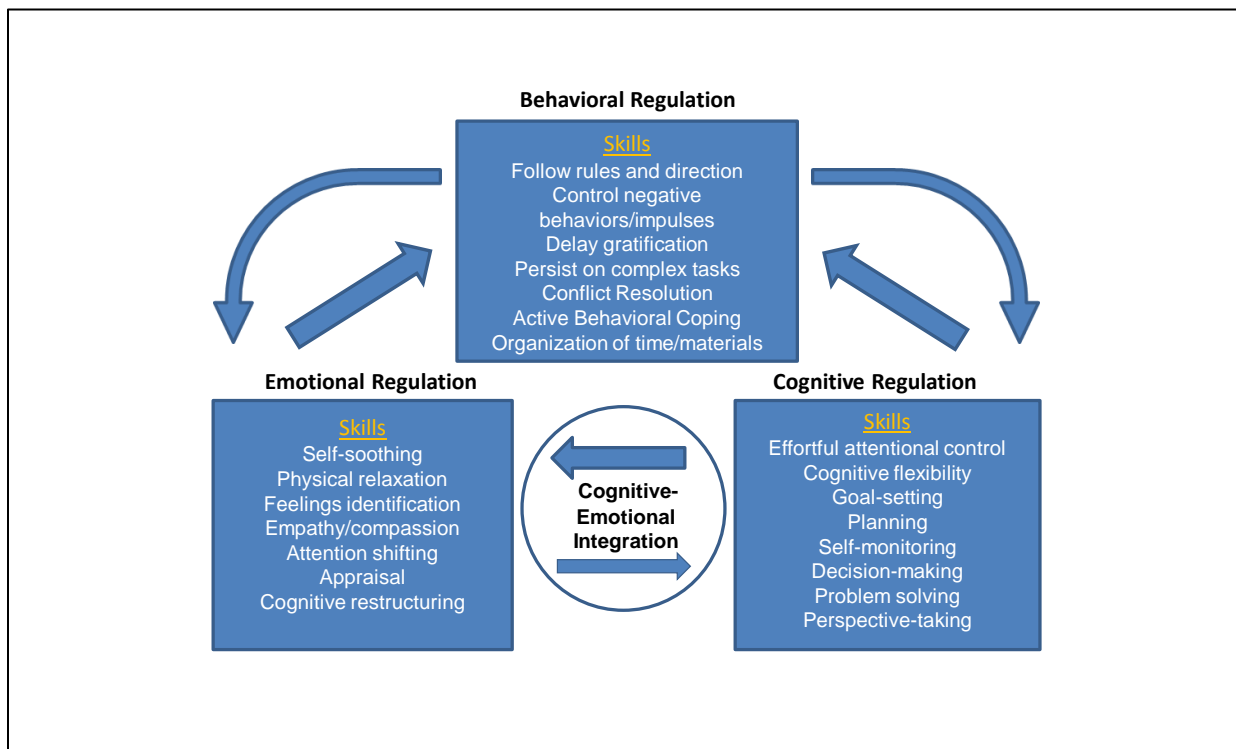 Behavioral Regulation
Skills
Follow rules and direction
Control negative
behaviors/impulses
Delay gratification
Persist on complex tasks
Conflict Resolution
Active Behavioral Coping
Organization of time/materials
Emotional Regulation
Skills
Self-soothing
Physical relaxation
Feelings identification
Empathy/compassion
Attention shifting
Appraisal
Cognitive restructuring
Cognitive-
Emotional
Integration
Cognitive Regulation
Skills
Effortful attentional control
Cognitive flexibility
Goal-setting
Planning
Self-monitoring
Decision-making
Problem solving
Perspective-taking